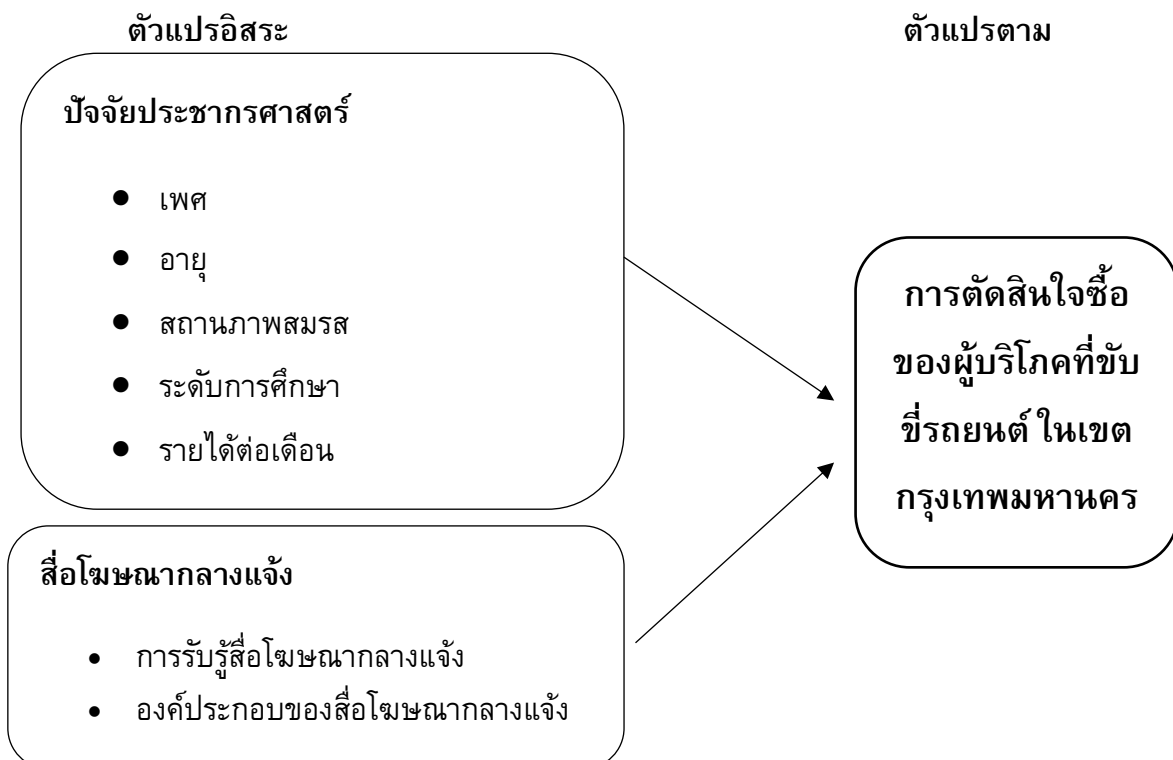 ตัวแปรอิสระ
ตัวแปรตาม
ปัจจัยประชากรศาสตร์
เพศ
อายุ
สถานภาพสมรส
ระดับการศึกษา
รายได้ต่อเดือน
สื่อโฆษณากลางแจ้ง
การรับรู้สื่อโฆษณากลางแจ้ง
องค์ประกอบของสื่อโฆษณากลางแจ้ง
การตัดสินใจซื้อ
ของผู้บริโภคที่ขับ
ขี่รถยนต์ ในเขต
กรุงเทพมหานคร